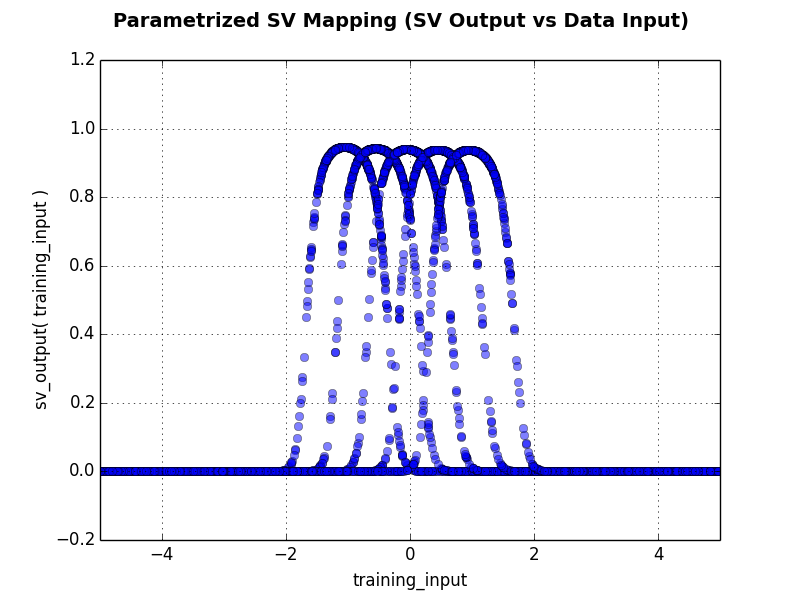 Parametrized SV Mapping (SV Output vs Data Input)
1.2
1.0
0.8
0.6
0.4
0.2
0.0
−0.2
sv_output( training_input )
−4 −2 0 2 4
training_input